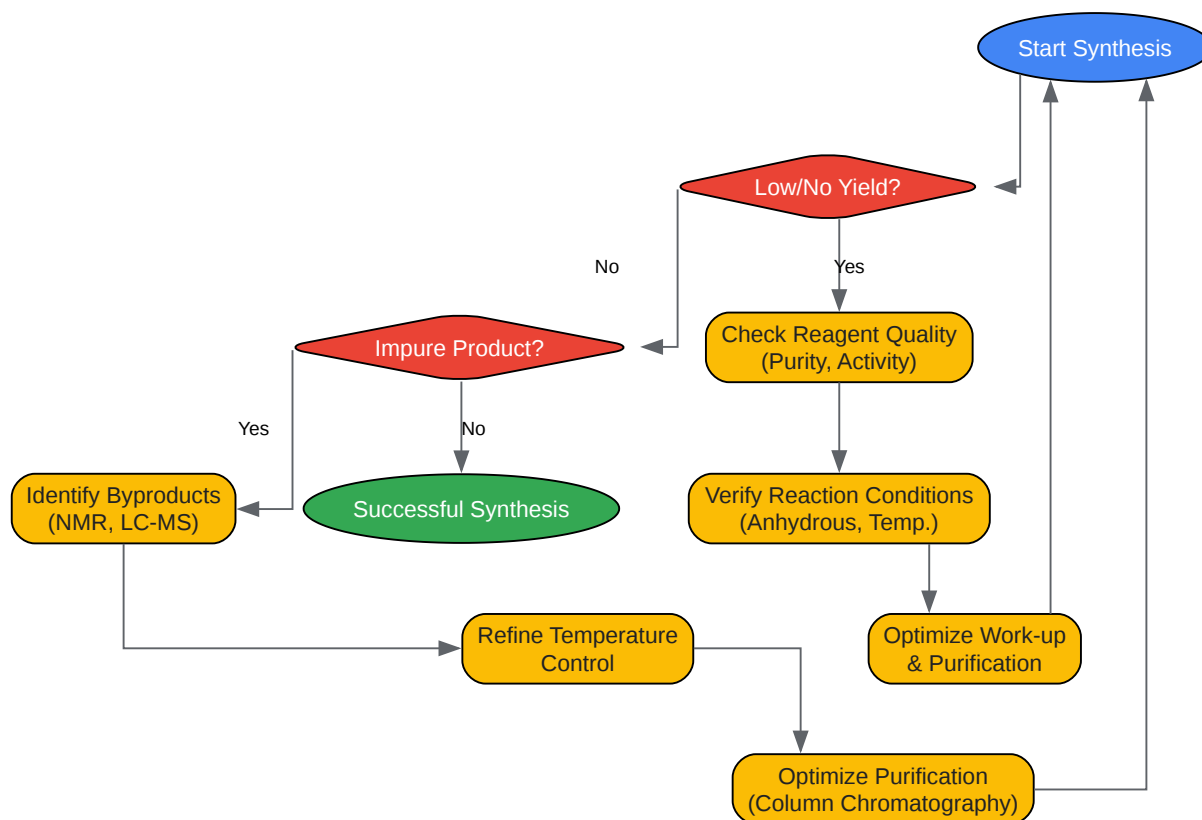 Start Synthesis
Low/No Yield?
No
Yes
Check Reagent Quality
(Purity, Activity)
Impure Product?
Yes
No
Identify Byproducts
(NMR, LC-MS)
Successful Synthesis
Verify Reaction Conditions
(Anhydrous, Temp.)
Refine Temperature
Control
Optimize Work-up
& Purification
Optimize Purification
(Column Chromatography)